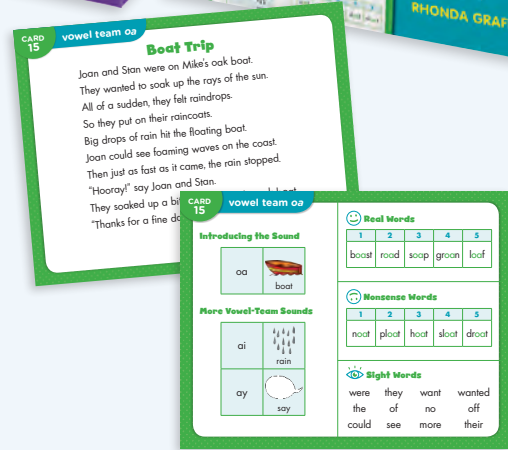 RHONDA GRAF
CARD
15
vowel team oa
Boat Trip
Joan and Stan were on Mike's oak boat.
They wanted to soak up the rays of the sun.
All of a sudden, they felt raindrops.
So they put on their raincoats.
Big drops of rain hit the floating boat.
Joan could see foaming waves on the coast.
Then just as fast as it came, the rain stopped.
"Hooray!" say Joan and Stan.
They soaked up a
"Thanks for a fine
CARD
15
vowel team oa
Introducing the Sound
oa
boat
More Vowel-Team Sounds
ai
rain
ay
say
Real Words
1 2 3 4 5
boast road soap groan loaf
Nonsense Words
1 2 3 4 5
noat ploat hoat sloat droat
Sight Words
were they want wanted
the of no off
could see more their